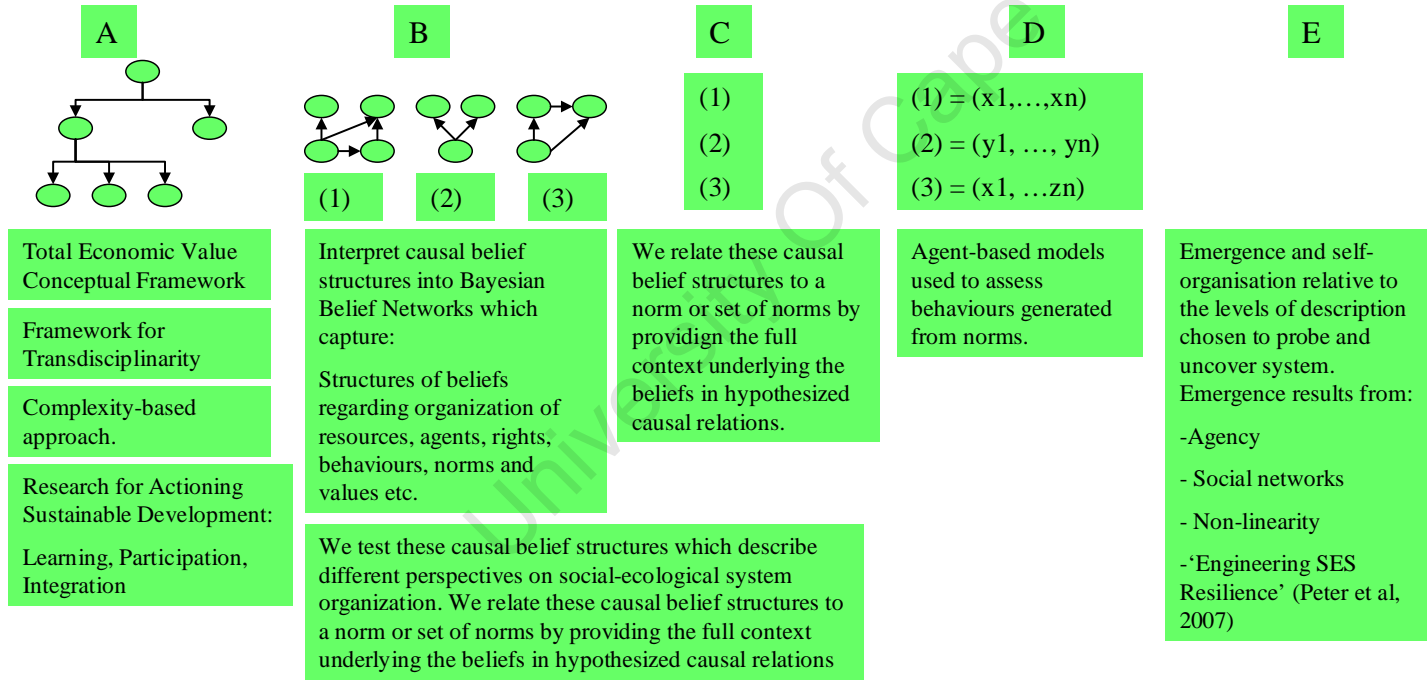 A
B
C
D
E
(1)
(2)
(3)
(1)
(2)
(3)
(1) = (x1,…,xn)
(2) = (y1, …, yn)
(3) = (x1, …zn)
Total Economic Value
Conceptual Framework
Framework for
Transdisciplinarity
Complexity-based
approach.
Research for Actioning
Sustainable Development:
Learning, Participation,
Integration
Interpret causal belief
structures into Bayesian
Belief Networks which
capture:
Structures of beliefs
regarding organization of
resources, agents, rights,
behaviours, norms and
values etc.
We test these causal belief structures which describe
different perspectives on social-ecological system
organization. We relate these causal belief structures to
a norm or set of norms by providing the full context
underlying the beliefs in hypothesized causal relations
We relate these causal
belief structures to a
norm or set of norms by
providign the full
context underlying the
beliefs in hypothesized
causal relations.
Agent-based models
used to assess
behaviours generated
from norms.
Emergence and self-
organisation relative to
the levels of description
chosen to probe and
uncover system.
Emergence results from:
-Agency
- Social networks
- Non-linearity
-‘Engineering SES
Resilience’ (Peter et al,
2007)
University Of Cape